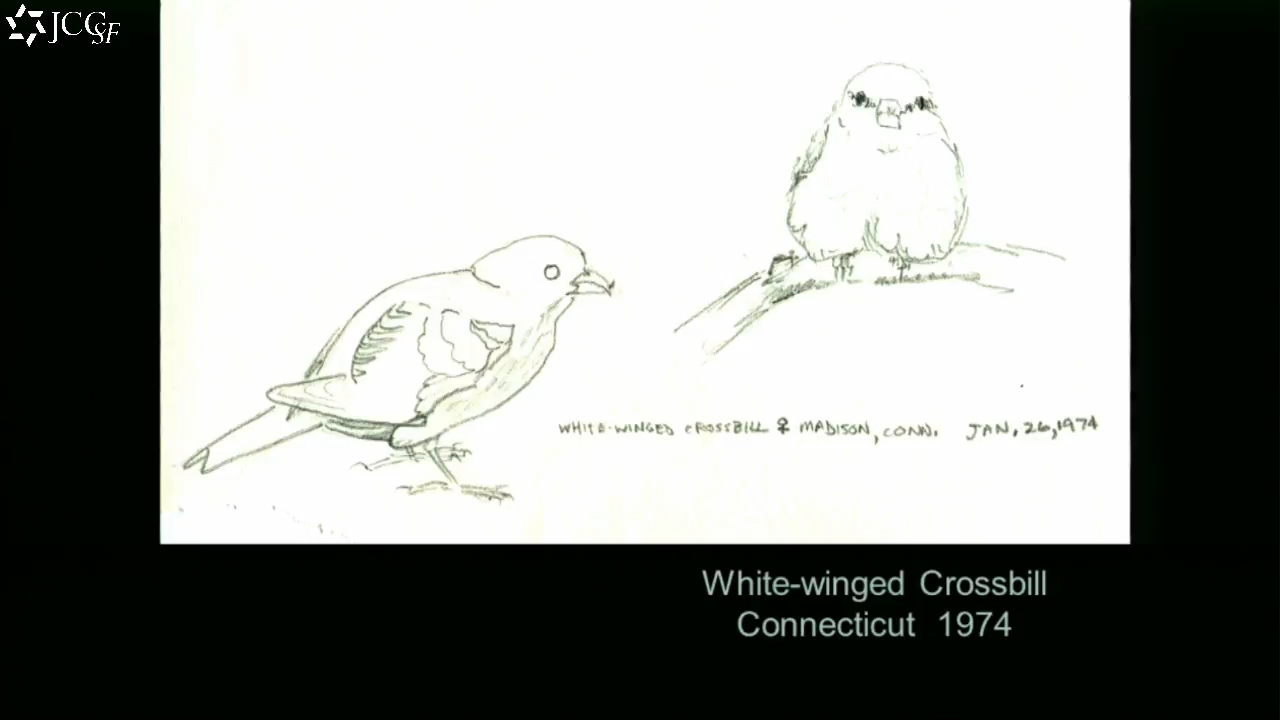 JCCSF
WHITE-WINGED CROSSBILL ♀ MADISON, CONN. JAN. 26, 1974
White-winged Crossbill
Connecticut 1974